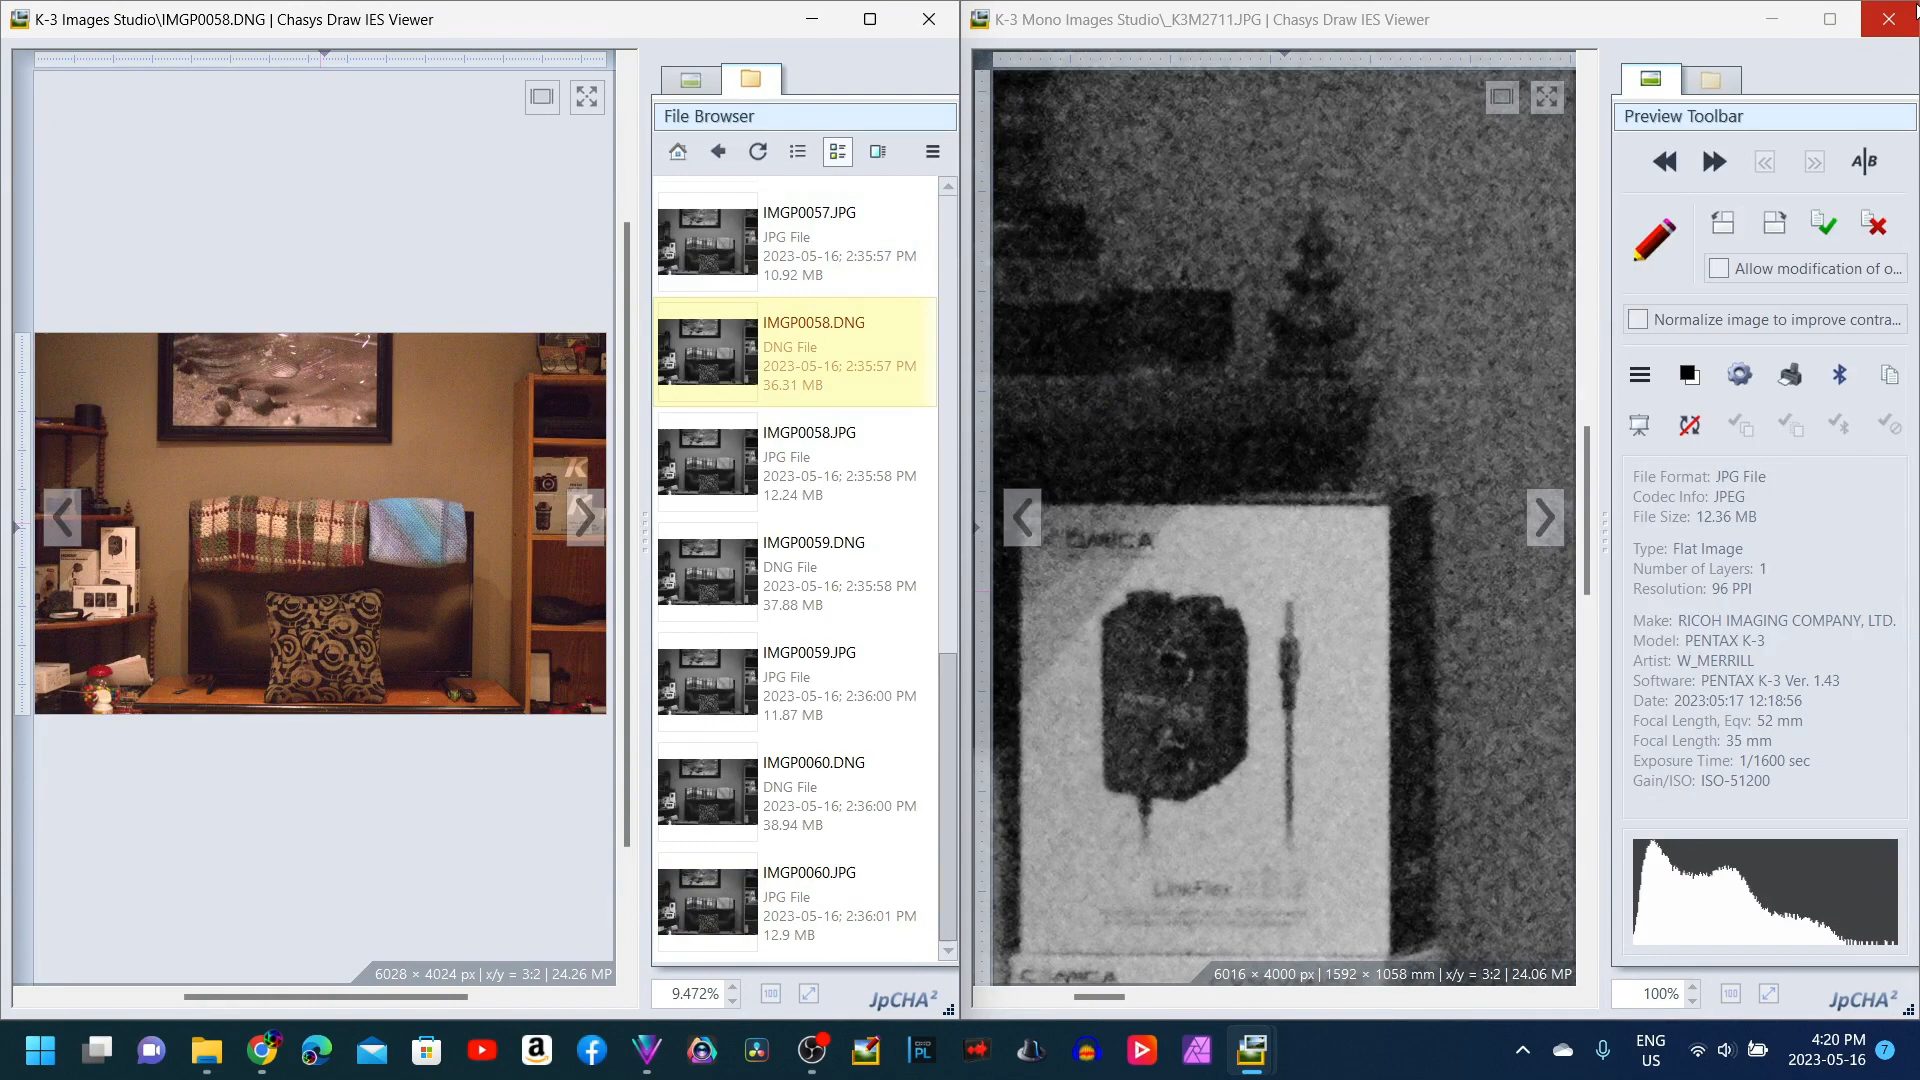 K-3 Images Studio\IMGP0058.DNG | Chasys Draw IES Viewer
K-3 Mono Images Studio\_K3M2711.JPG | Chasys Draw IES Viewer
File Browser
IMGP0057.JPG
JPG File
2023-05-16; 2:35:57 PM
10.92 MB
IMGP0058.DNG
DNG File
2023-05-16; 2:35:57 PM
36.31 MB
IMGP0058.JPG
JPG File
2023-05-16; 2:35:58 PM
12.24 MB
IMGP0059.DNG
DNG File
2023-05-16; 2:35:58 PM
37.88 MB
IMGP0059.JPG
JPG File
2023-05-16; 2:36:00 PM
11.87 MB
IMGP0060.DNG
DNG File
2023-05-16; 2:36:00 PM
38.94 MB
IMGP0060.JPG
JPG File
2023-05-16; 2:36:01 PM
12.9 MB
6028 × 4024 px | x/y = 3:2 | 24.26 MP
9.472%
100
JpCHA²
LinkFlex
6016 × 4000 px | 1592 × 1058 mm | x/y = 3:2 | 24.06 MP
Preview Toolbar
A|B
Allow modification of o...
Normalize image to improve contra...
File Format: JPG File
Codec Info: JPEG
File Size: 12.36 MB
Type: Flat Image
Number of Layers: 1
Resolution: 96 PPI
Make: RICOH IMAGING COMPANY, LTD.
Model: PENTAX K-3
Artist: W_MERRILL
Software: PENTAX K-3 Ver. 1.43
Date: 2023:05:17 12:18:56
Focal Length, Eqv: 52 mm
Focal Length: 35 mm
Exposure Time: 1/1600 sec
Gain/ISO: ISO-51200
100%
100
JpCHA²
PL
ENG
US
4:20 PM
2023-05-16
7